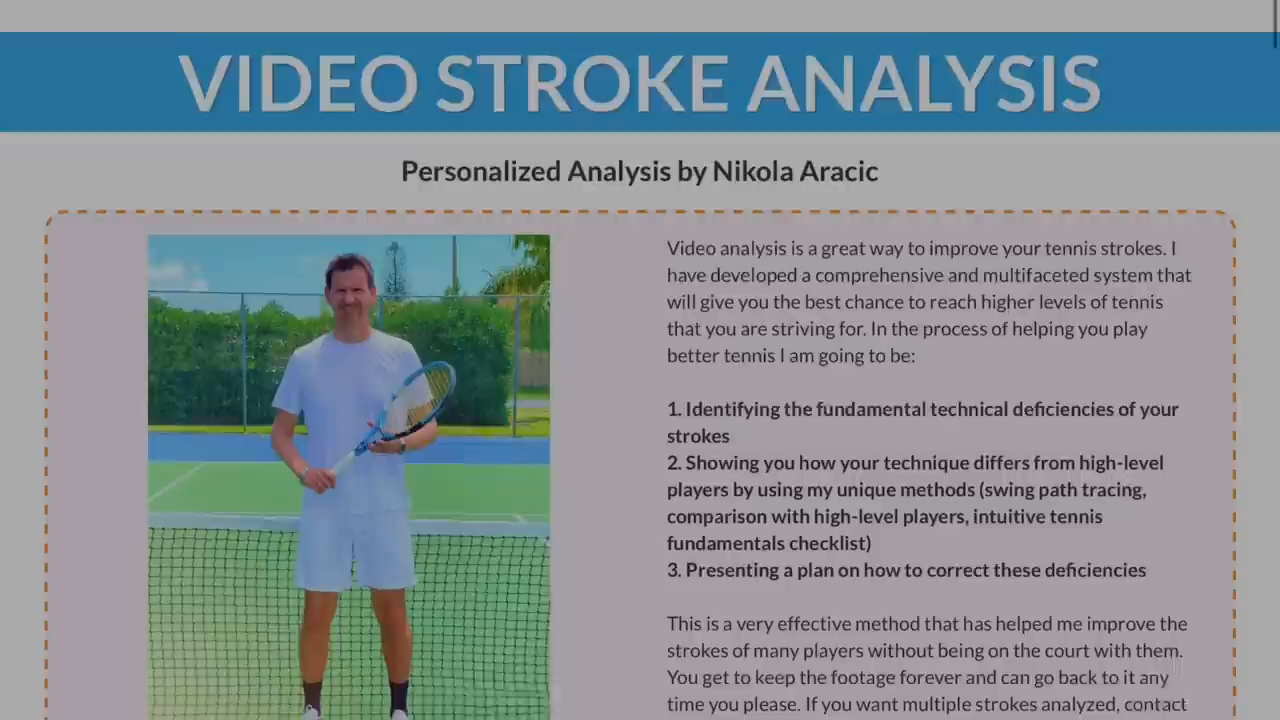 VIDEO STROKE ANALYSIS
Personalized Analysis by Nikola Aracic
Video analysis is a great way to improve your tennis strokes. I
have developed a comprehensive and multifaceted system that
will give you the best chance to reach higher levels of tennis
that you are striving for. In the process of helping you play
better tennis I am going to be:
1. Identifying the fundamental technical deficiencies of your
strokes
2. Showing you how your technique differs from high-level
players by using my unique methods (swing path tracing,
comparison with high-level players, intuitive tennis
fundamentals checklist)
3. Presenting a plan on how to correct these deficiencies
This is a very effective method that has helped me improve the
strokes of many players without being on the court with them.
You get to keep the footage forever and can go back to it any
time you please. If you want multiple strokes analyzed, contact